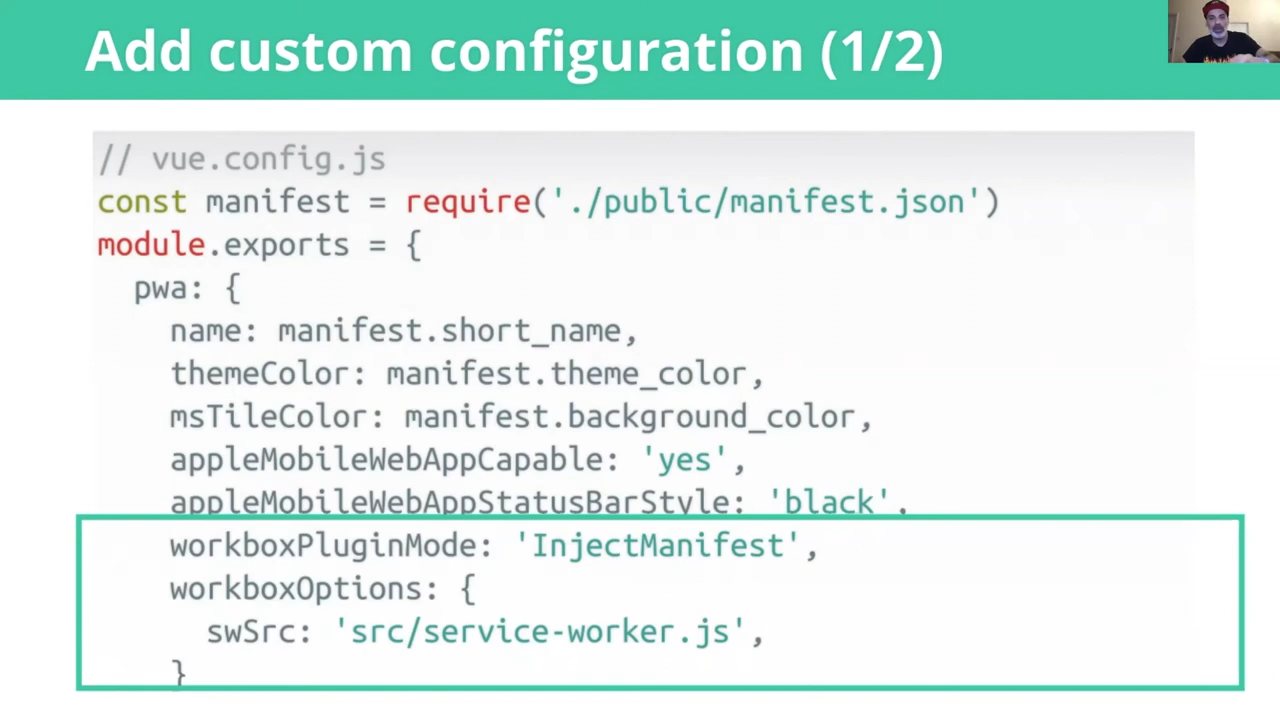 Add custom configuration (1/2)
// vue.config.js
const manifest = require('./public/manifest.json')
module.exports = {
  pwa: {
    name: manifest.short_name,
    themeColor: manifest.theme_color,
    msTileColor: manifest.background_color,
    appleMobileWebAppCapable: 'yes',
    appleMobileWebAppStatusBarStyle: 'black',
    workboxPluginMode: 'InjectManifest',
    workboxOptions: {
      swSrc: 'src/service-worker.js',
    }